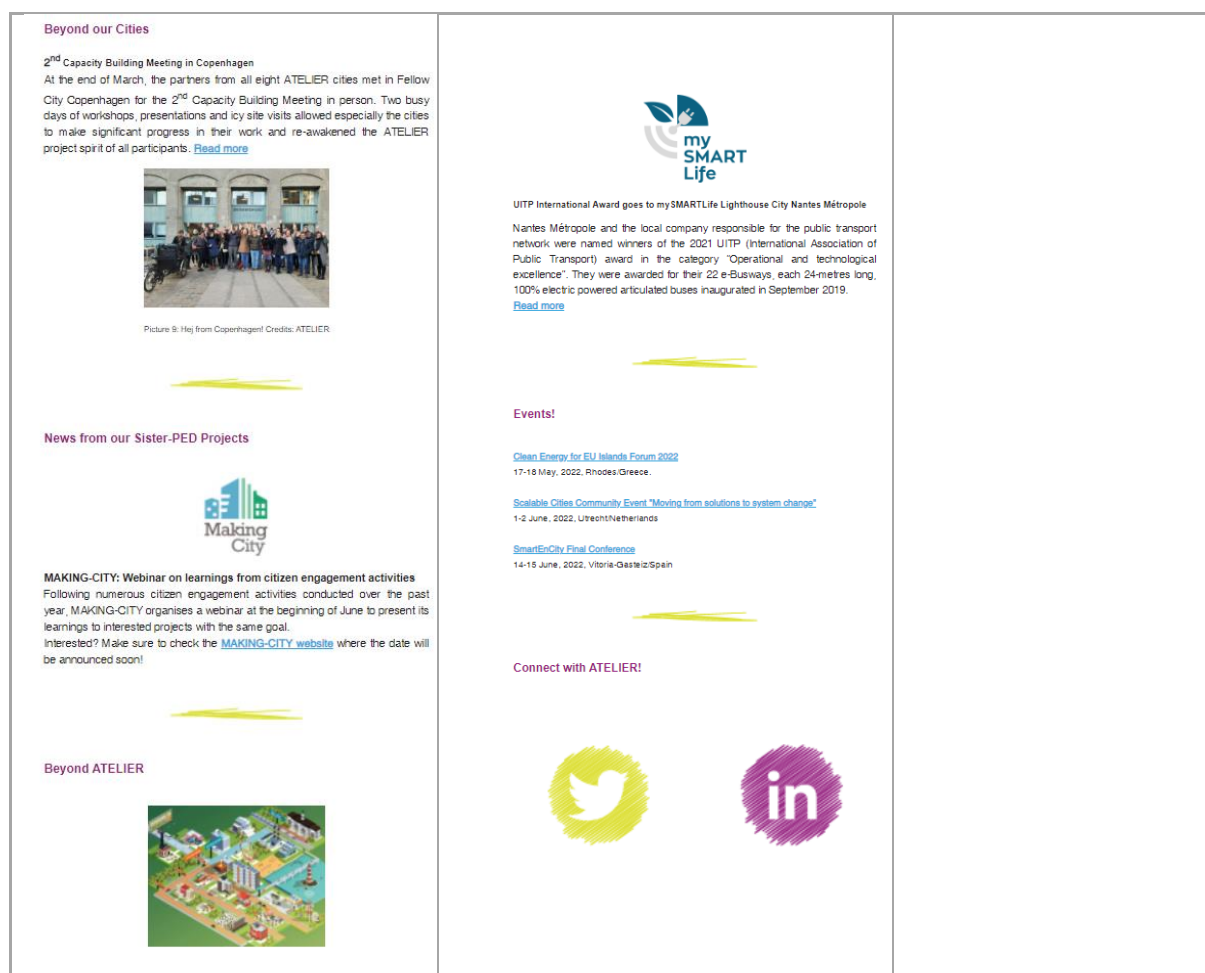 Beyond our Cities
2nd Capacity Building Meeting in Copenhagen
At the end of March, the partners from all eight ATELIER cities met in Fellow
City Copenhagen for the 2nd Capacity Building Meeting in person. Two busy
days of workshops, presentations and icy site visits allowed especially the cities
to make significant progress in their work and re-awakened the ATELIER
project spirit of all participants. Read more
Picture 9: Hej from Copenhagen! Credits: ATELIER
News from our Sister-PED Projects
Making
City
MAKING-CITY: Webinar on learnings from citizen engagement activities
Following numerous citizen engagement activities conducted over the past
year, MAKING-CITY organises a webinar at the beginning of June to present its
learnings to interested projects with the same goal.
Interested? Make sure to check the MAKING-CITY website where the date will
be announced soon!
Beyond ATELIER
my
SMART
Life
UITP International Award goes to mySMARTLife Lighthouse City Nantes Métropole
Nantes Métropole and the local company responsible for the public transport
network were named winners of the 2021 UITP (International Association of
Public Transport) award in the category "Operational and technological
excellence". They were awarded for their 22 e-Busways, each 24-metres long,
100% electric powered articulated buses inaugurated in September 2019.
Read more
Events!
Clean Energy for EU Islands Forum 2022
17-18 May, 2022, Rhodes/Greece.
Scalable Cities Community Event "Moving from solutions to system change"
1-2 June, 2022, Utrecht/Netherlands
SmartEnCity Final Conference
14-15 June, 2022, Vitoria-Gasteiz/Spain
Connect with ATELIER!
in